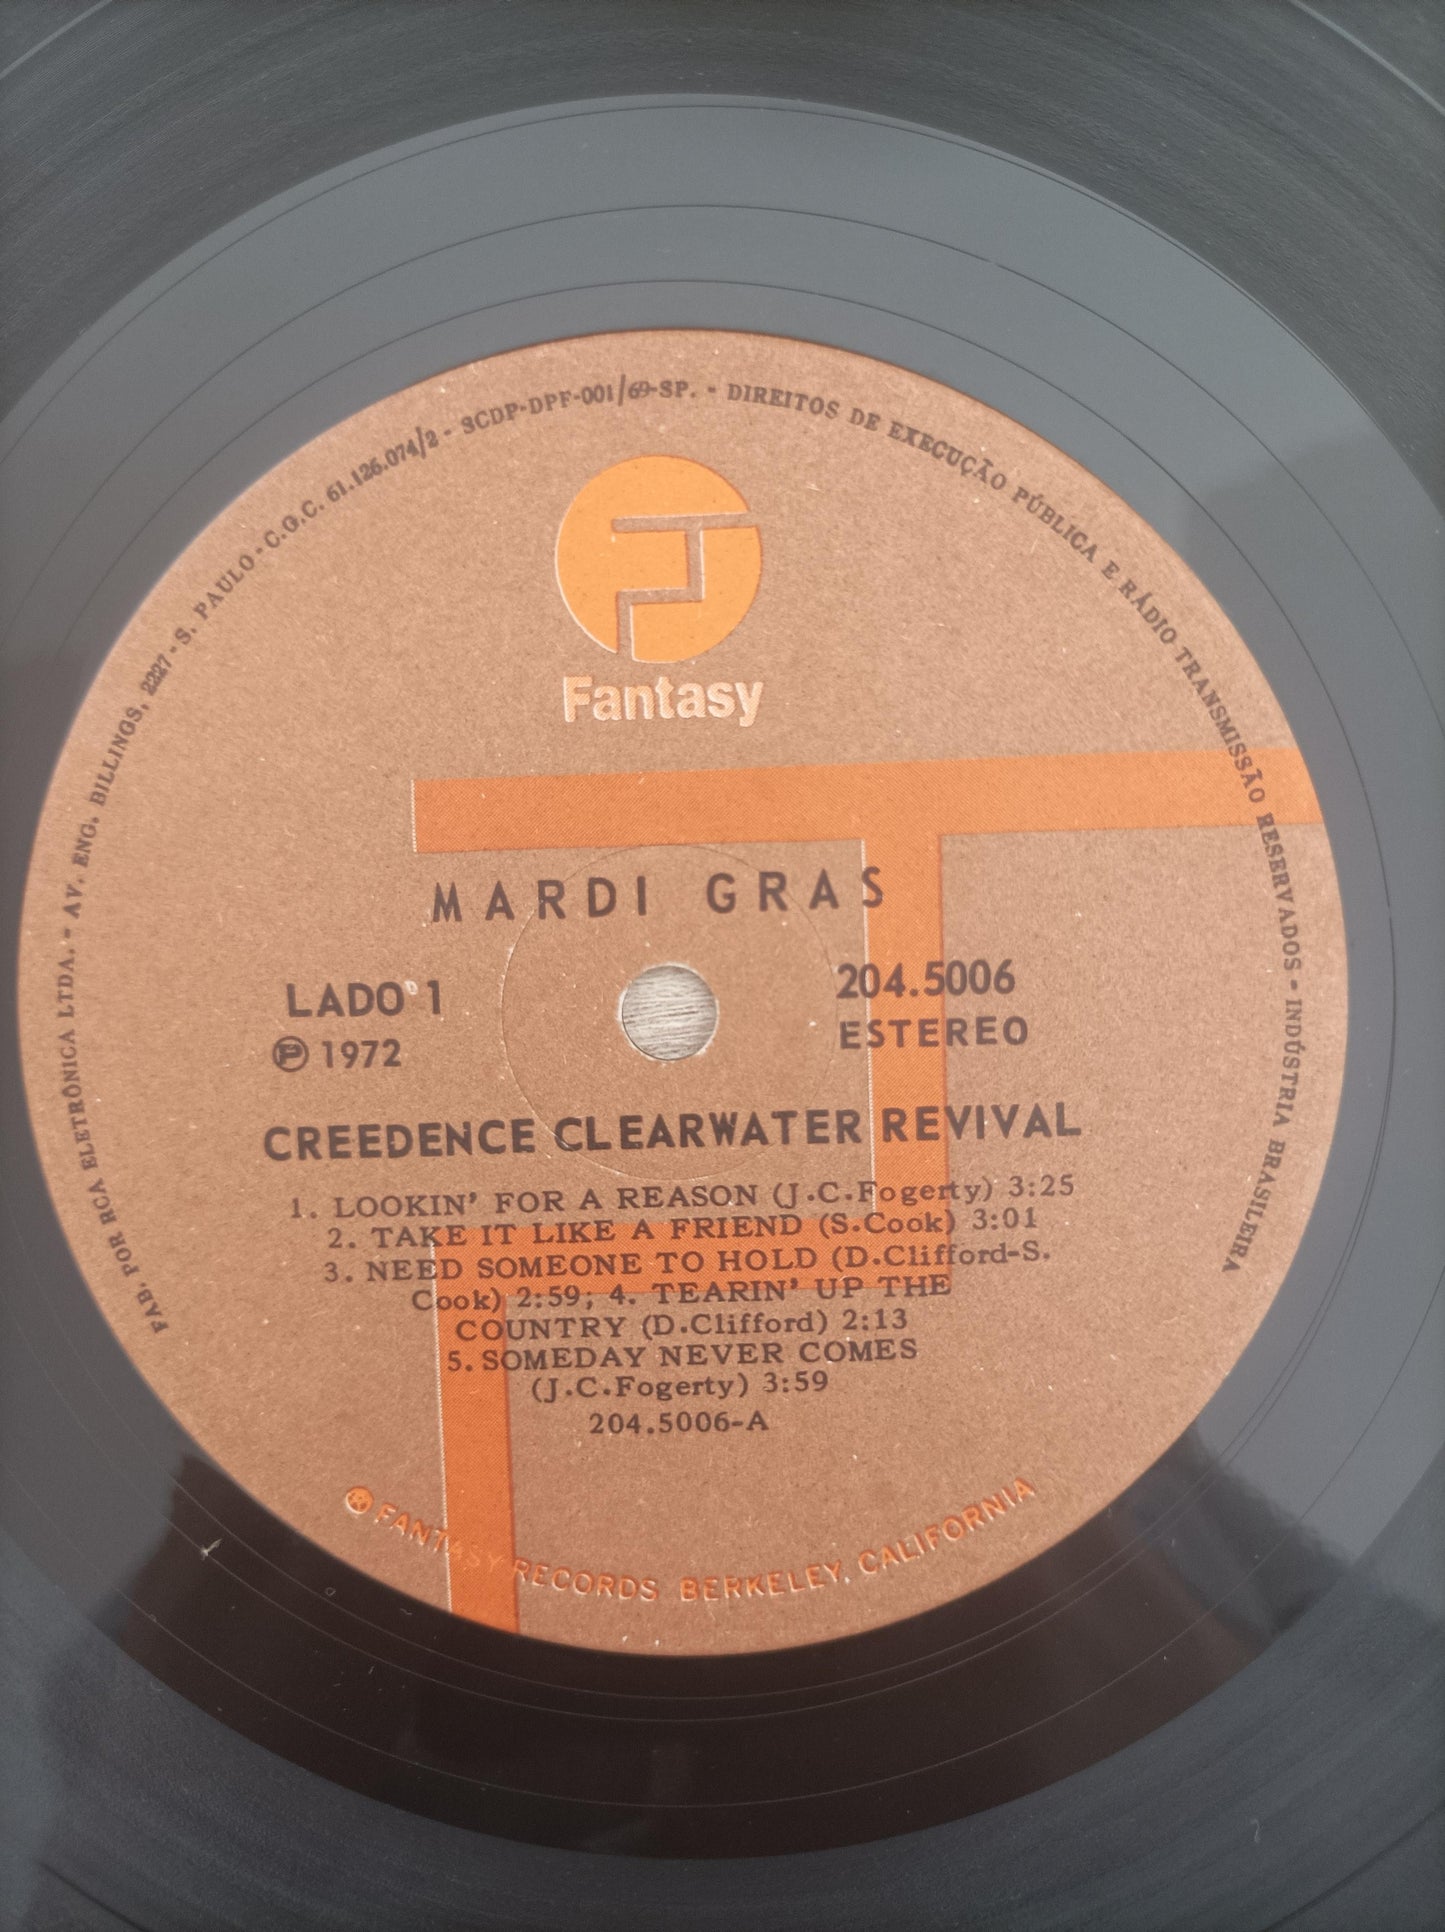 FAB. POR RCA ELETRÔNICA LTDA. - AV. ENG. BILLINGS, 2227 - S. PAULO - C.G.C. 61.126.074/2 - SCDP-DPF-001/69-SP. - DIREITOS DE EXECUÇÃO PÚBLICA E RÁDIO TRANSMISSÃO RESERVADOS - INDÚSTRIA BRASILEIRA
Fantasy
MARDI GRAS
LADO 1
204.5006
℗ 1972
ESTEREO
CREEDENCE CLEARWATER REVIVAL
1. LOOKIN' FOR A REASON (J.C.Fogerty) 3:25
2. TAKE IT LIKE A FRIEND (S.Cook) 3:01
3. NEED SOMEONE TO HOLD (D.Clifford-S.
Cook) 2:59; 4. TEARIN' UP THE
COUNTRY (D.Clifford) 2:13
5. SOMEDAY NEVER COMES
(J.C.Fogerty) 3:59
204.5006-A
FANTASY RECORDS BERKELEY, CALIFORNIA